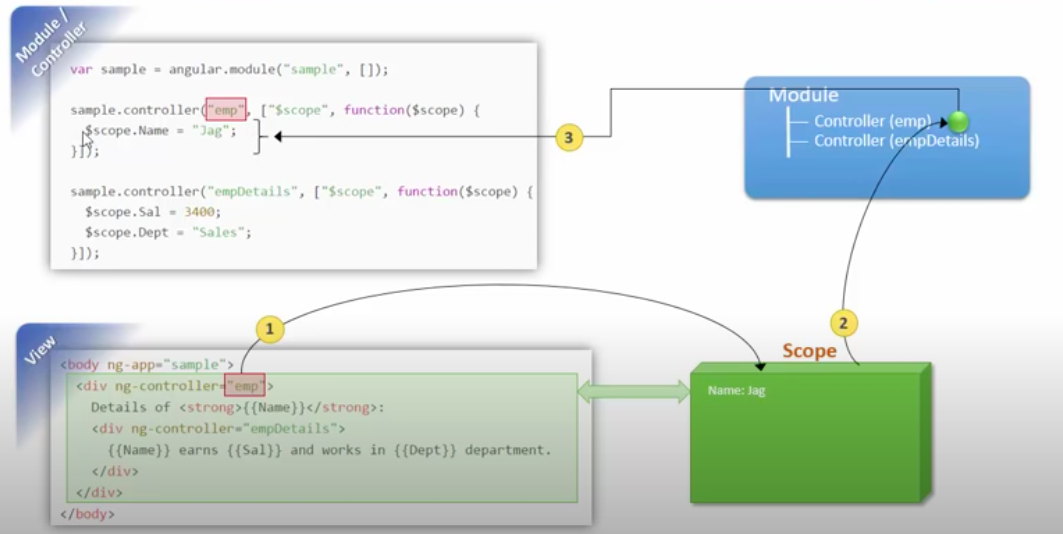 Module /
Controller
var sample = angular.module("sample", []);
sample.controller("emp", ["$scope", function($scope) {
$scope.Name = "Jag";
}]);
sample.controller("empDetails", ["$scope", function($scope) {
$scope.Sal = 3400;
$scope.Dept = "Sales";
}]);
3
Module
Controller (emp)
Controller (empDetails)
1
2
View
<body ng-app="sample">
<div ng-controller="emp">
Details of <strong>{{Name}}</strong>:
<div ng-controller="empDetails">
{{Name}} earns {{Sal}} and works in {{Dept}} department.
</div>
</div>
</body>
Scope
Name: Jag